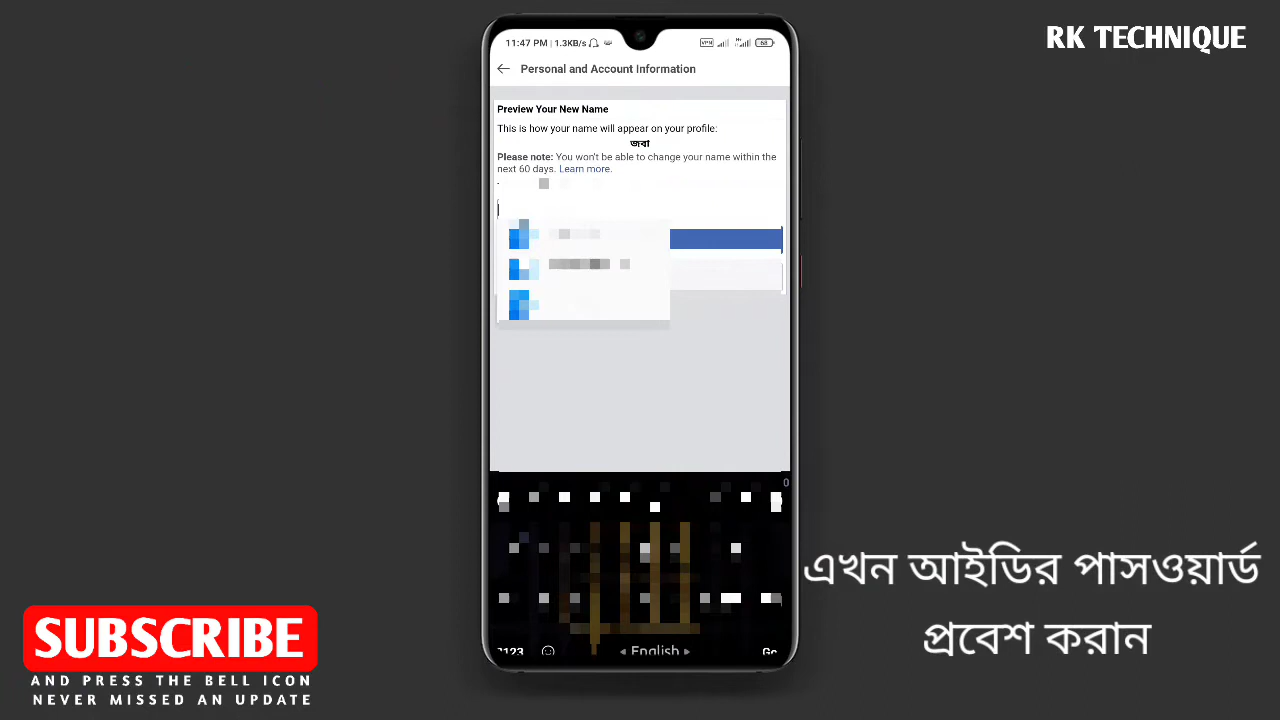 RK TECHNIQUE
11:47 PM | 1.3KB/s
VPN
68
Personal and Account Information
Preview Your New Name
This is how your name will appear on your profile:
জবা
Please note: You won't be able to change your name within the
next 60 days. Learn more.
এখন আইডির পাসওয়ার্ড
প্রবেশ করান
SUBSCRIBE
AND PRESS THE BELL ICON
NEVER MISSED AN UPDATE
English